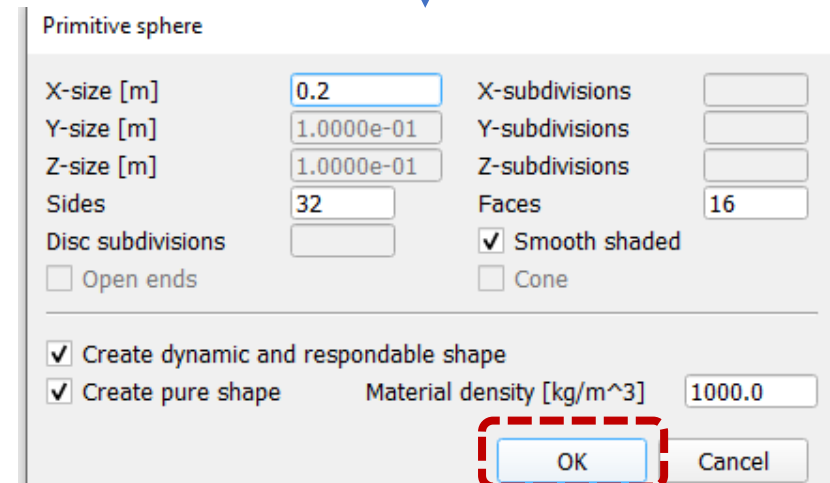 Primitive sphere
X-size [m] 0.2 X-subdivisions
Y-size [m] 1.0000e-01 Y-subdivisions
Z-size [m] 1.0000e-01 Z-subdivisions
Sides 32 Faces 16
Disc subdivisions Smooth shaded
Open ends Cone
Create dynamic and respondable shape
Create pure shape Material density [kg/m^3] 1000.0
OK Cancel